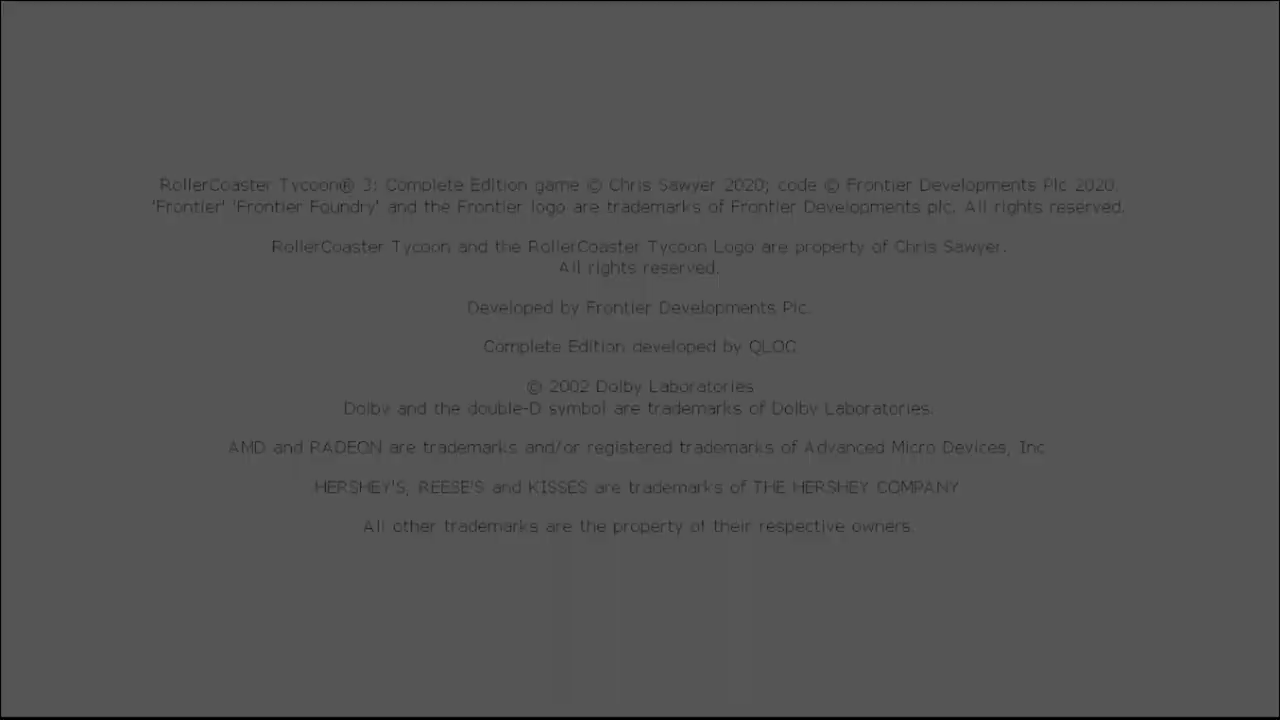 RollerCoaster Tycoon® 3: Complete Edition game © Chris Sawyer 2020; code © Frontier Developments Plc 2020.
'Frontier' 'Frontier Foundry' and the Frontier logo are trademarks of Frontier Developments plc. All rights reserved.
RollerCoaster Tycoon and the RollerCoaster Tycoon Logo are property of Chris Sawyer.
All rights reserved.
Developed by Frontier Developments Plc.
Complete Edition developed by QLOC
© 2002 Dolby Laboratories
Dolby and the double-D symbol are trademarks of Dolby Laboratories.
AMD and RADEON are trademarks and/or registered trademarks of Advanced Micro Devices, Inc
HERSHEY'S, REESE'S and KISSES are trademarks of THE HERSHEY COMPANY
All other trademarks are the property of their respective owners.